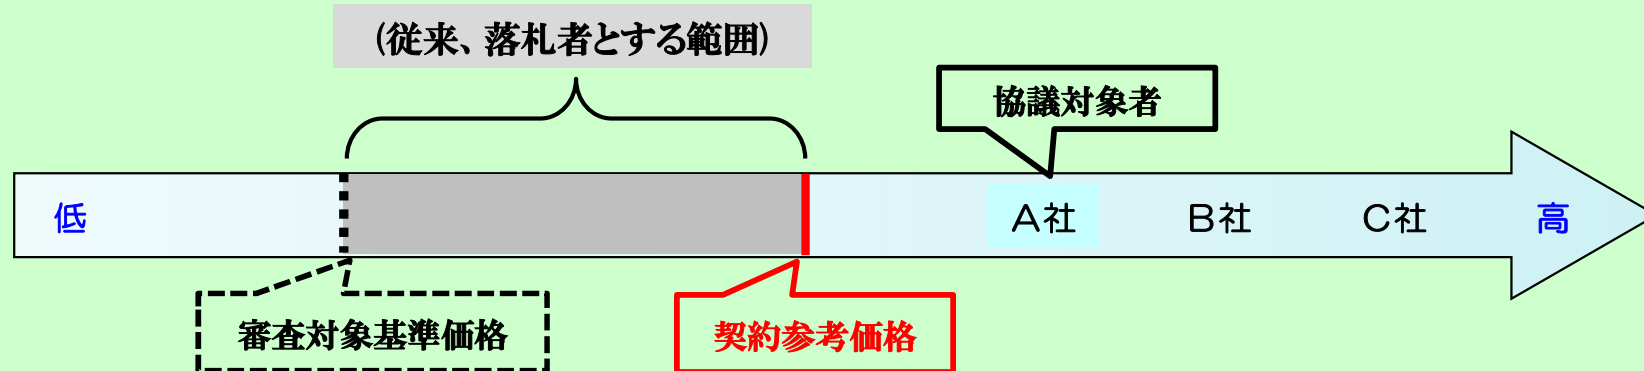 (従来、落札者とする範囲)
協議対象者
低
A社
B社
C社
高
審査対象基準価格
契約参考価格